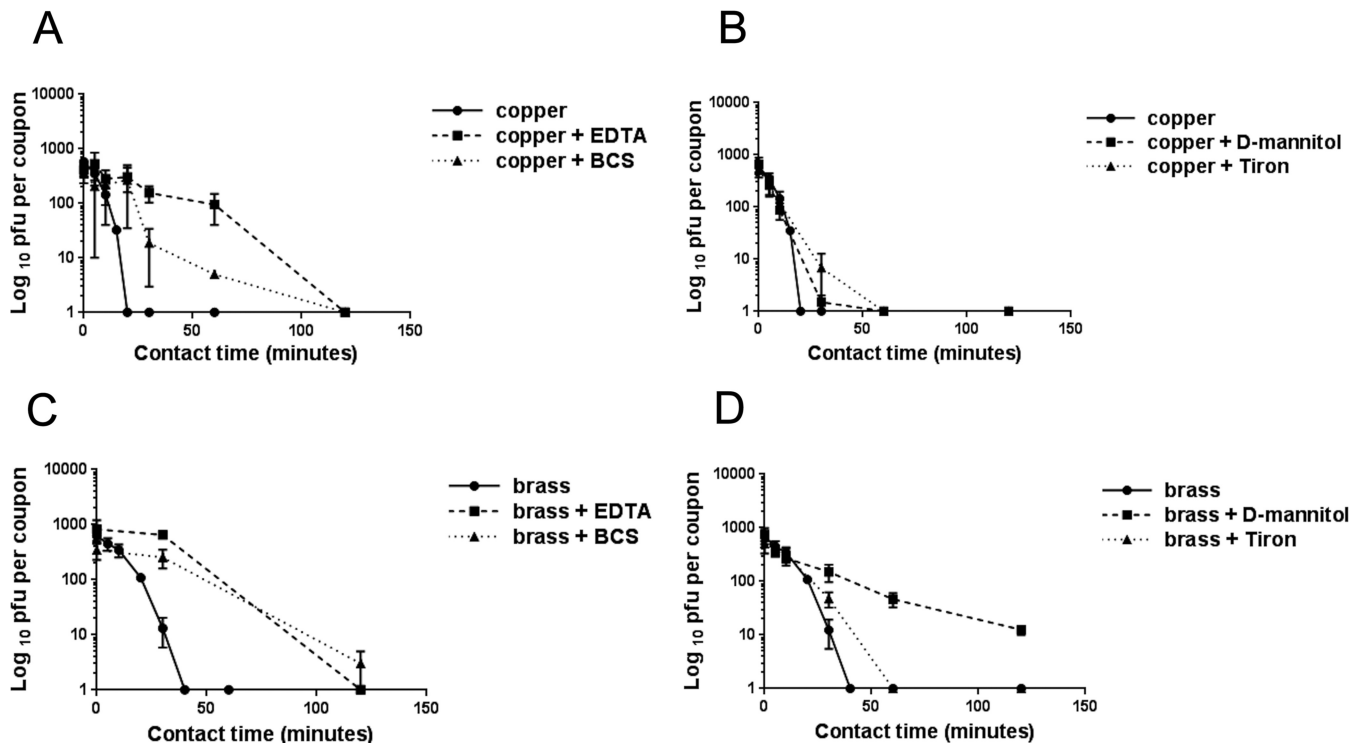 A
10000
1000
100
10
1
0
50
100
150
Log 10 pfu per coupon
Contact time (minutes)
copper
copper + EDTA
copper + BCS
B
10000
1000
100
10
1
0
50
100
150
Log 10 pfu per coupon
Contact time (minutes)
copper
copper + D-mannitol
copper + Tiron
C
10000
1000
100
10
1
0
50
100
150
Log 10 pfu per coupon
Contact time (minutes)
brass
brass + EDTA
brass + BCS
D
10000
1000
100
10
1
0
50
100
150
Log 10 pfu per coupon
Contact time (minutes)
brass
brass + D-mannitol
brass + Tiron